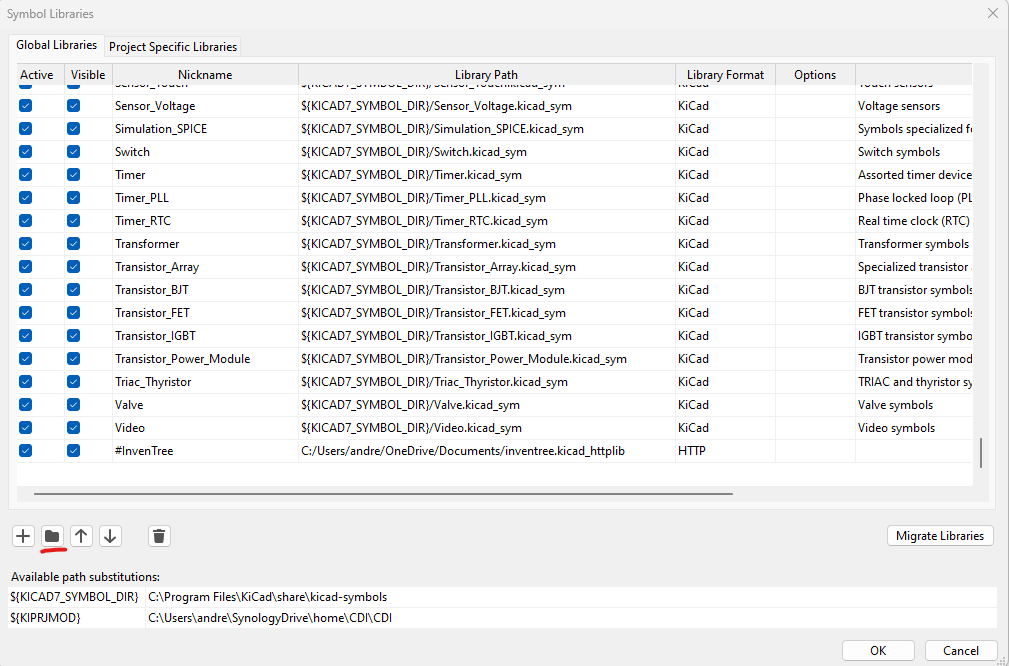 Symbol Libraries
Global Libraries Project Specific Libraries
Active Visible Nickname Library Path Library Format Options
Sensor_Touch ${KICAD7_SYMBOL_DIR}/Sensor_Touch.kicad_sym KiCad Touch sensors
Sensor_Voltage ${KICAD7_SYMBOL_DIR}/Sensor_Voltage.kicad_sym KiCad Voltage sensors
Simulation_SPICE ${KICAD7_SYMBOL_DIR}/Simulation_SPICE.kicad_sym KiCad Symbols specialized f
Switch ${KICAD7_SYMBOL_DIR}/Switch.kicad_sym KiCad Switch symbols
Timer ${KICAD7_SYMBOL_DIR}/Timer.kicad_sym KiCad Assorted timer device
Timer_PLL ${KICAD7_SYMBOL_DIR}/Timer_PLL.kicad_sym KiCad Phase locked loop (PL
Timer_RTC ${KICAD7_SYMBOL_DIR}/Timer_RTC.kicad_sym KiCad Real time clock (RTC)
Transformer ${KICAD7_SYMBOL_DIR}/Transformer.kicad_sym KiCad Transformer symbols
Transistor_Array ${KICAD7_SYMBOL_DIR}/Transistor_Array.kicad_sym KiCad Specialized transistor
Transistor_BJT ${KICAD7_SYMBOL_DIR}/Transistor_BJT.kicad_sym KiCad BJT transistor symbols
Transistor_FET ${KICAD7_SYMBOL_DIR}/Transistor_FET.kicad_sym KiCad FET transistor symbols
Transistor_IGBT ${KICAD7_SYMBOL_DIR}/Transistor_IGBT.kicad_sym KiCad IGBT transistor symbo
Transistor_Power_Module ${KICAD7_SYMBOL_DIR}/Transistor_Power_Module.kicad_sym KiCad Transistor power mod
Triac_Thyristor ${KICAD7_SYMBOL_DIR}/Triac_Thyristor.kicad_sym KiCad TRIAC and thyristor sy
Valve ${KICAD7_SYMBOL_DIR}/Valve.kicad_sym KiCad Valve symbols
Video ${KICAD7_SYMBOL_DIR}/Video.kicad_sym KiCad Video symbols
#InvenTree C:/Users/andre/OneDrive/Documents/inventree.kicad_httplib HTTP
Migrate Libraries
Available path substitutions:
${KICAD7_SYMBOL_DIR} C:\Program Files\KiCad\share\kicad-symbols
${KIPRJMOD} C:\Users\andre\SynologyDrive\home\CDI\CDI
OK Cancel